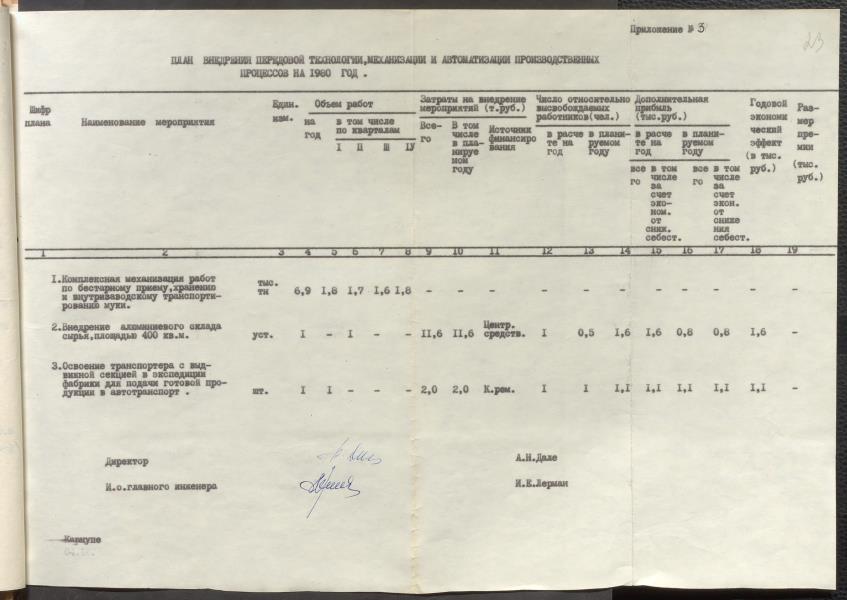 Приложение № 3
23
ПЛАН ВНЕДРЕНИЯ ПЕРЕДОВОЙ ТЕХНОЛОГИИ,МЕХАНИЗАЦИИ И АВТОМАТИЗАЦИИ ПРОИЗВОДСТВЕННЫХ
ПРОЦЕССОВ НА 1980 ГОД .
Шифр плана
Наименование мероприятия
Един. изм.
Объем работ
на год
в том числе по кварталам
I II III IУ
Затраты на внедрение мероприятий (т.руб.)
Все-го
В том числе в пла-нируе мом году
Источники финансиро вания
Число относительно высвобождаемых работников(чел.)
в расче те на год
в плани-руемом году
Дополнительная прибыль (тыс.руб.)
в расче те на год
в плани-руемом году
все го
в том числе за счет эко-ном. от сниж. себест.
все го
в том числе за счет экон. от сниже ния себест.
Годовой экономи ческий эффект (в тыс. руб.)
Раз-мер пре-мии (тыс. руб.)
1 2 3 4 5 6 7 8 9 10 11 12 13 14 15 16 17 18 19
I.Комплексная механизация работ
по бестарному приему,хранению
и внутризаводскому транспорти-
рованию муки.
тыс. тн 6,9 I,8 I,7 I,6 I,8 – – – – – – – – – – –
2.Внедрение алюминиевого склада
сырья,площадью 400 кв.м.
уст. I – I – – II,6 II,6 Центр. средств. I 0,5 I,6 I,6 0,8 0,8 I,6 –
3.Освоение транспортера с выд-
вижной секцией в экспедиции
фабрики для подачи готовой про-
дукции в автотранспорт .
шт. I I – – – 2,0 2,0 К.рем. I I I,I I,I I,I I,I I,I –
Директор А.Н.Дале
И.о.главного инженера И.Е.Лерман
Карцупе